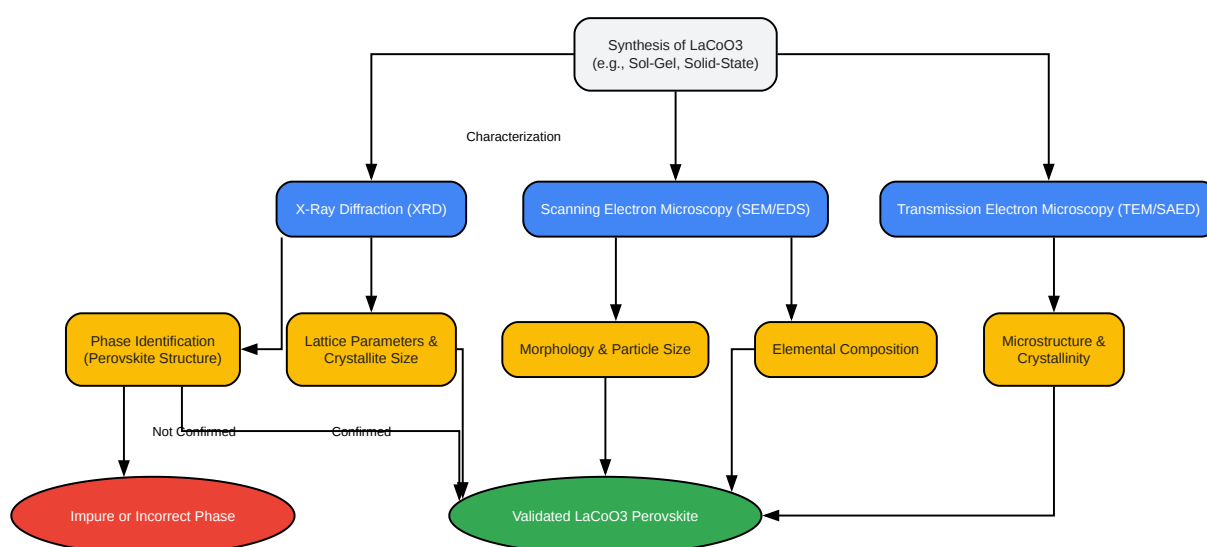 Synthesis of LaCoO3
(e.g., Sol-Gel, Solid-State)
Characterization
X-Ray Diffraction (XRD)
Scanning Electron Microscopy (SEM/EDS)
Transmission Electron Microscopy (TEM/SAED)
Phase Identification
(Perovskite Structure)
Lattice Parameters &
Crystallite Size
Morphology & Particle Size
Elemental Composition
Microstructure &
Crystallinity
Not Confirmed
Confirmed
Impure or Incorrect Phase
Validated LaCoO3 Perovskite